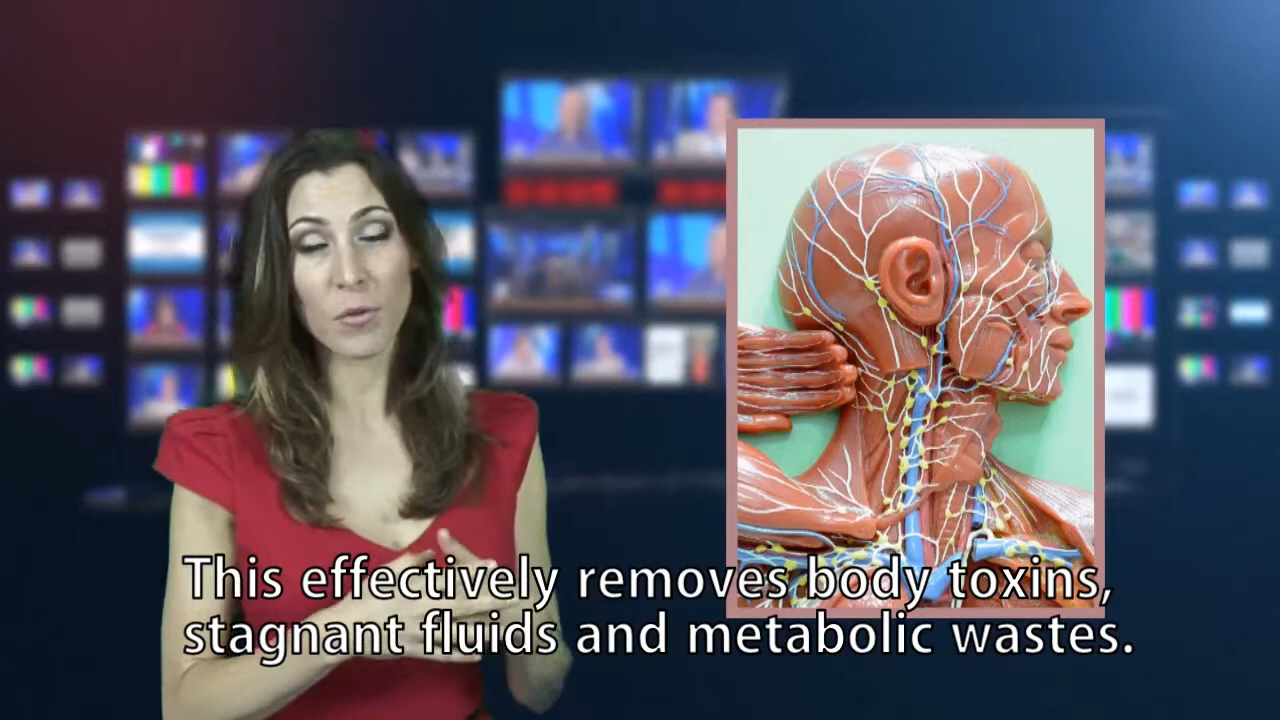 This effectively removes body toxins,
stagnant fluids and metabolic wastes.